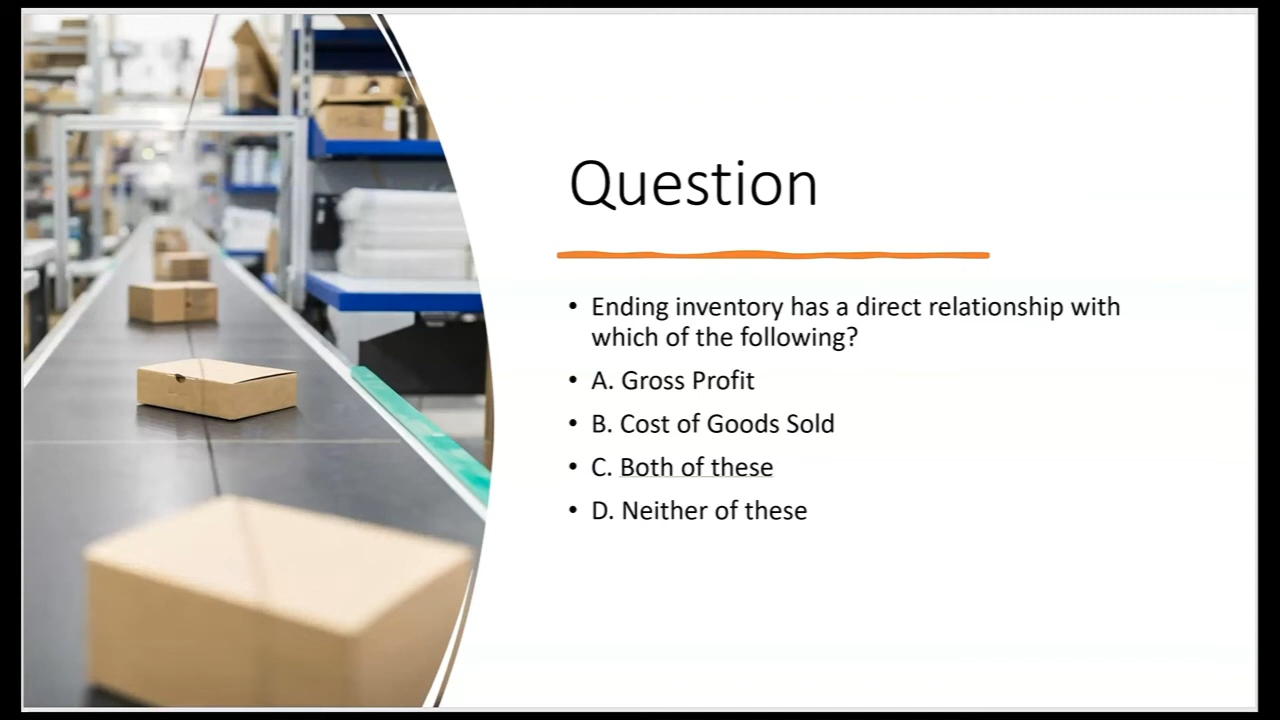 Question
• Ending inventory has a direct relationship with
which of the following?
• A. Gross Profit
• B. Cost of Goods Sold
• C. Both of these
• D. Neither of these